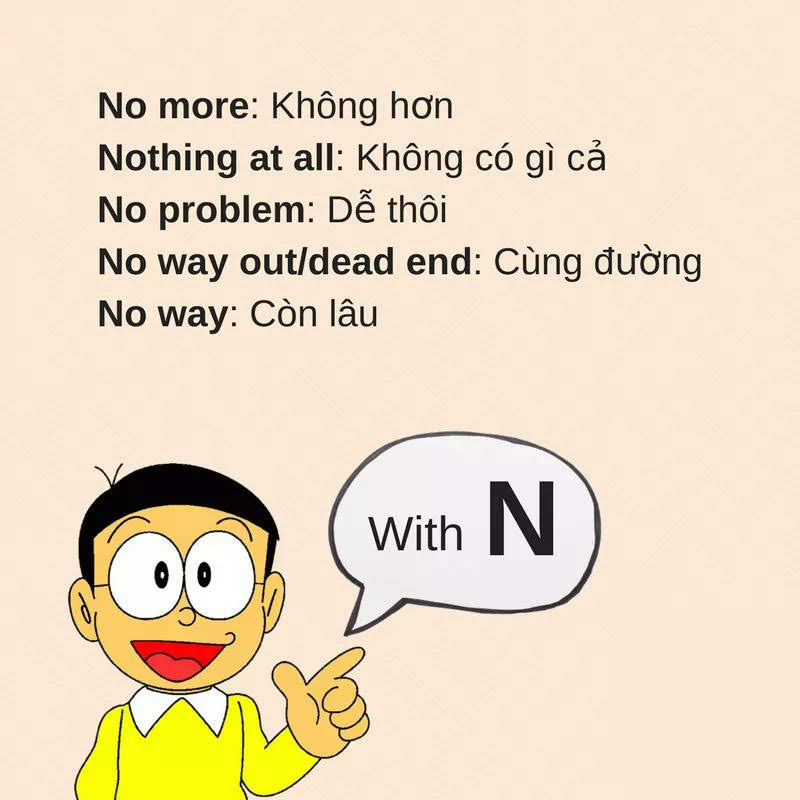 No more: Không hơn
Nothing at all: Không có gì cả
No problem: Dễ thôi
No way out/dead end: Cùng đường
No way: Còn lâu
With N